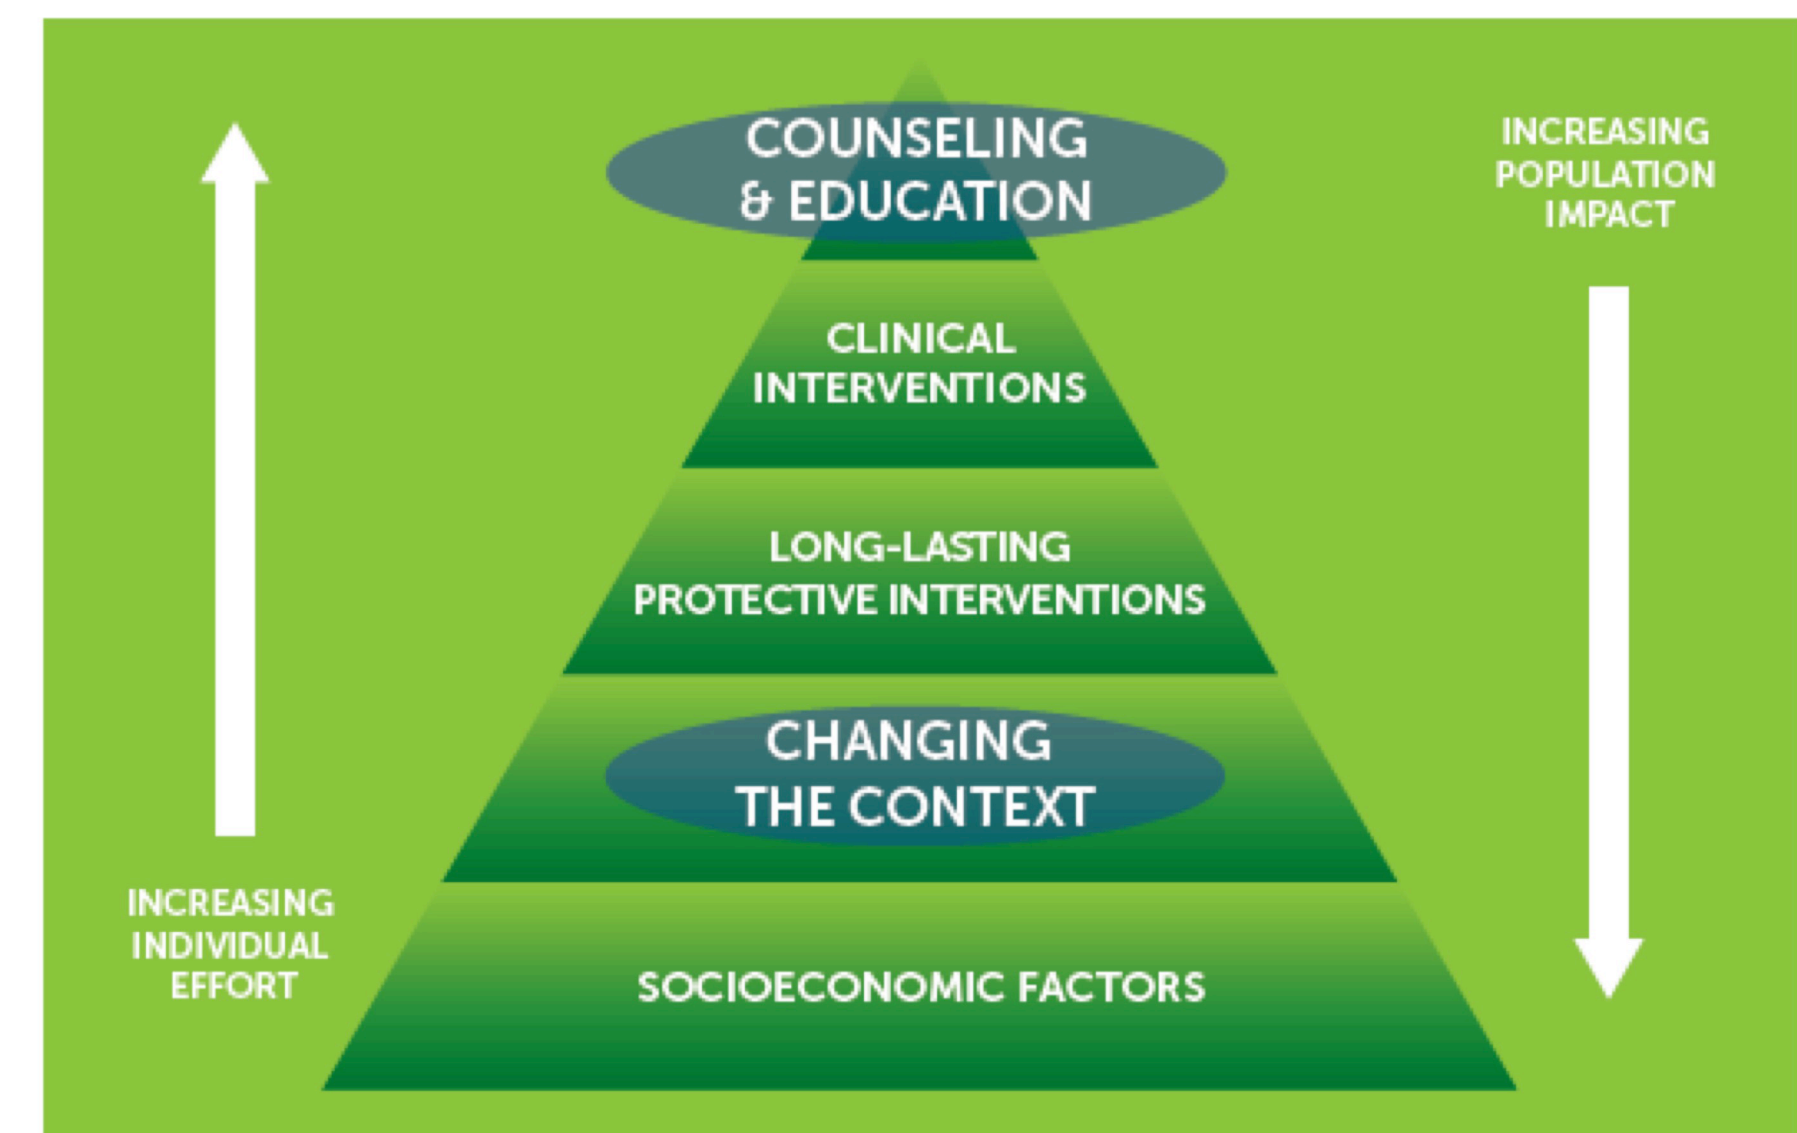 COUNSELING
& EDUCATION
INCREASING
POPULATION
IMPACT
CLINICAL
INTERVENTIONS
LONG-LASTING
PROTECTIVE INTERVENTIONS
CHANGING
THE CONTEXT
INCREASING
INDIVIDUAL
EFFORT
SOCIOECONOMIC FACTORS